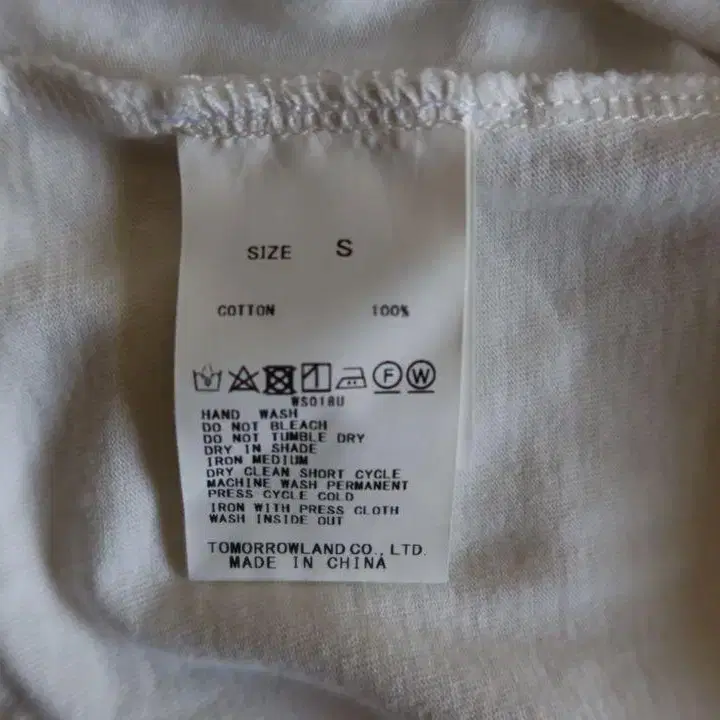 SIZE S
COTTON 100%
F W
WS018U
HAND WASH
DO NOT BLEACH
DO NOT TUMBLE DRY
DRY IN SHADE
IRON MEDIUM
DRY CLEAN SHORT CYCLE
MACHINE WASH PERMANENT
PRESS CYCLE COLD
IRON WITH PRESS CLOTH
WASH INSIDE OUT
TOMORROWLAND CO., LTD.
MADE IN CHINA